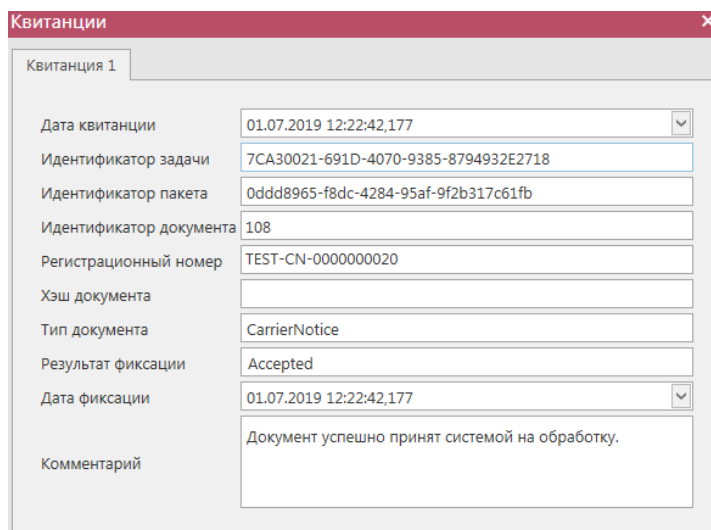 Квитанции
Квитанция 1
Дата квитанции 01.07.2019 12:22:42,177
Идентификатор задачи 7CA30021-691D-4070-9385-8794932E2718
Идентификатор пакета 0ddd8965-f8dc-4284-95af-9f2b317c61fb
Идентификатор документа 108
Регистрационный номер TEST-CN-0000000020
Хэш документа
Тип документа CarrierNotice
Результат фиксации Accepted
Дата фиксации 01.07.2019 12:22:42,177
Документ успешно принят системой на обработку.
Комментарий